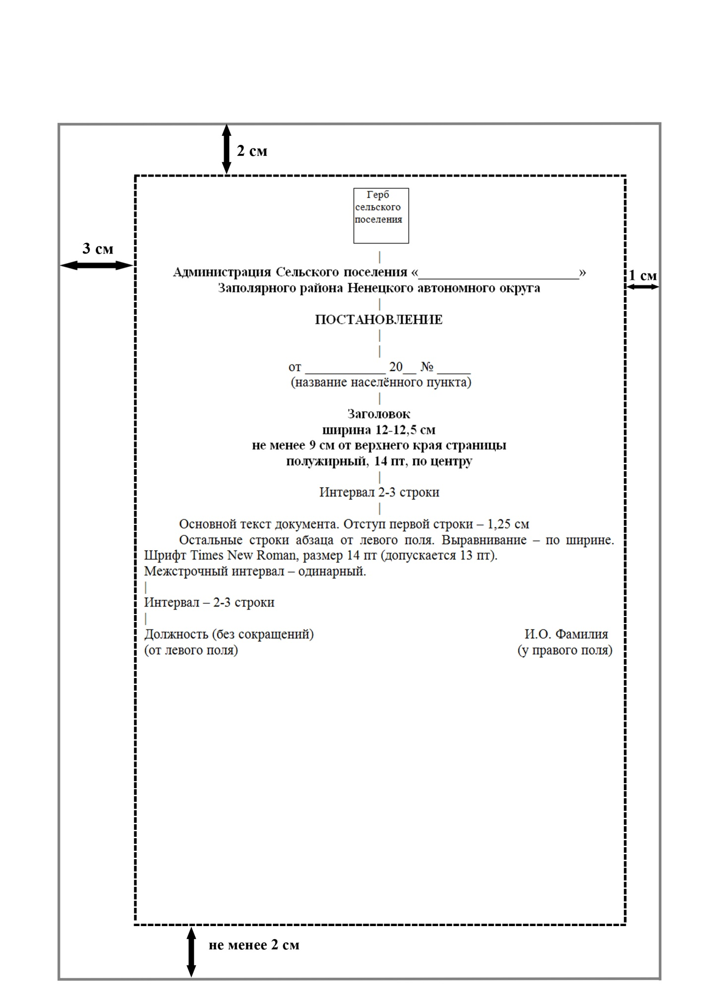 2 см
Герб
сельского
поселения
3 см
Администрация Сельского поселения «________________________»
1 см
Заполярного района Ненецкого автономного округа
ПОСТАНОВЛЕНИЕ
от ____________ 20__ № _____
(название населённого пункта)
Заголовок
ширина 12-12,5 см
не менее 9 см от верхнего края страницы
полужирный, 14 пт, по центру
Интервал 2-3 строки
Основной текст документа. Отступ первой строки – 1,25 см
Остальные строки абзаца от левого поля. Выравнивание – по ширине.
Шрифт Times New Roman, размер 14 пт (допускается 13 пт).
Межстрочный интервал – одинарный.
Интервал – 2-3 строки
Должность (без сокращений) И.О. Фамилия
(от левого поля) (у правого поля)
не менее 2 см